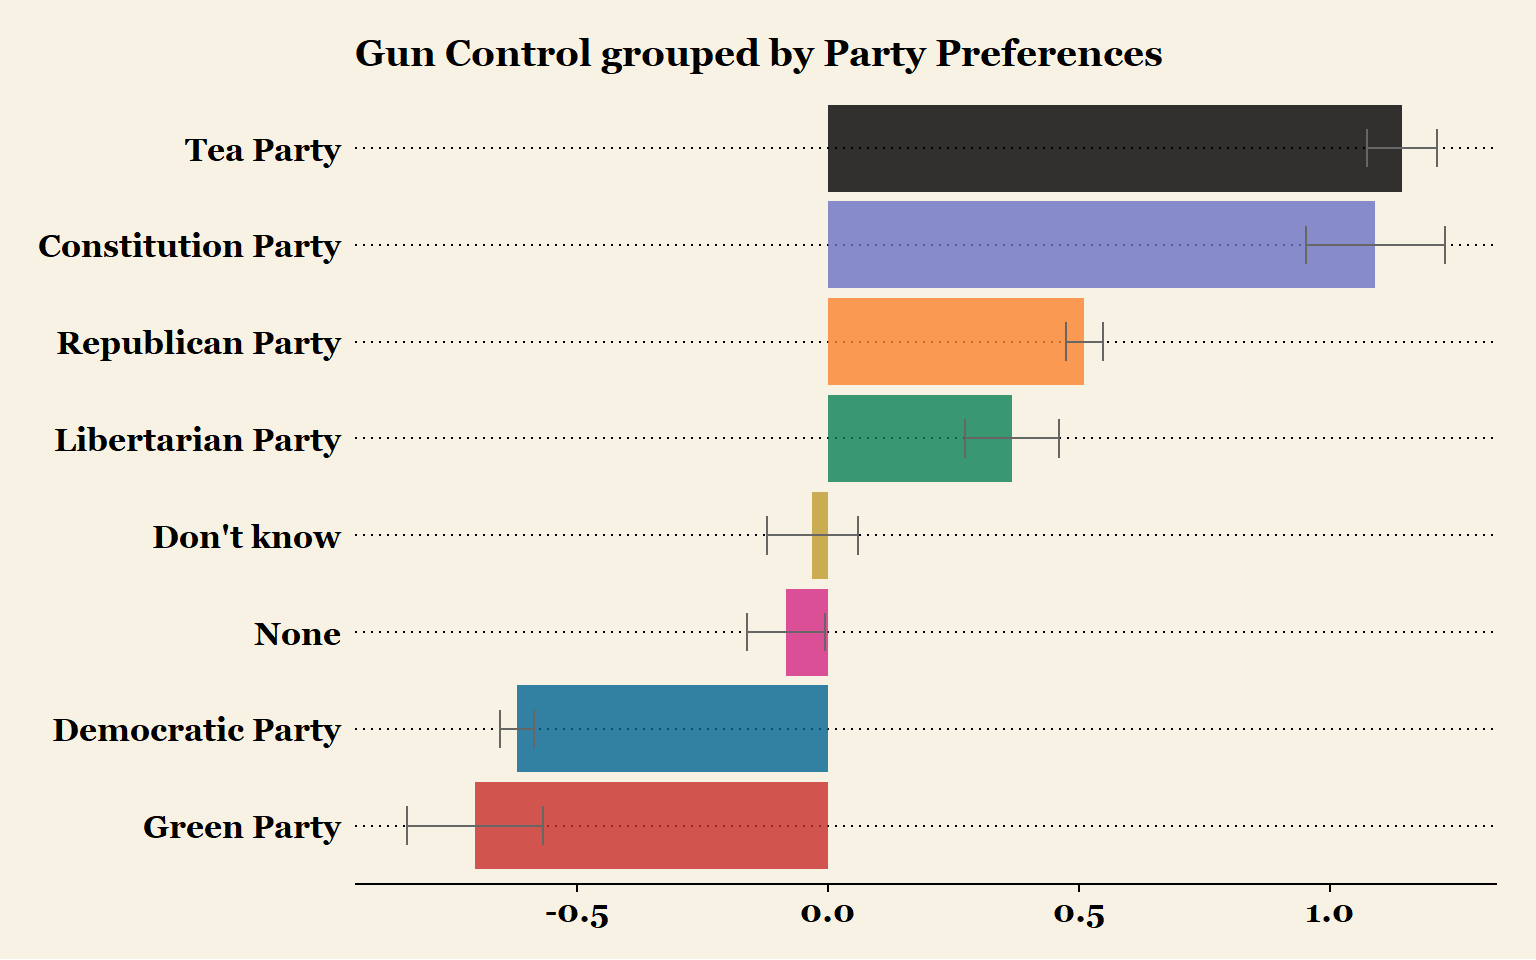 Gun Control grouped by Party Preferences
Tea Party
Constitution Party
Republican Party
Libertarian Party
Don't know
None
Democratic Party
Green Party
-0.5 0.0 0.5 1.0